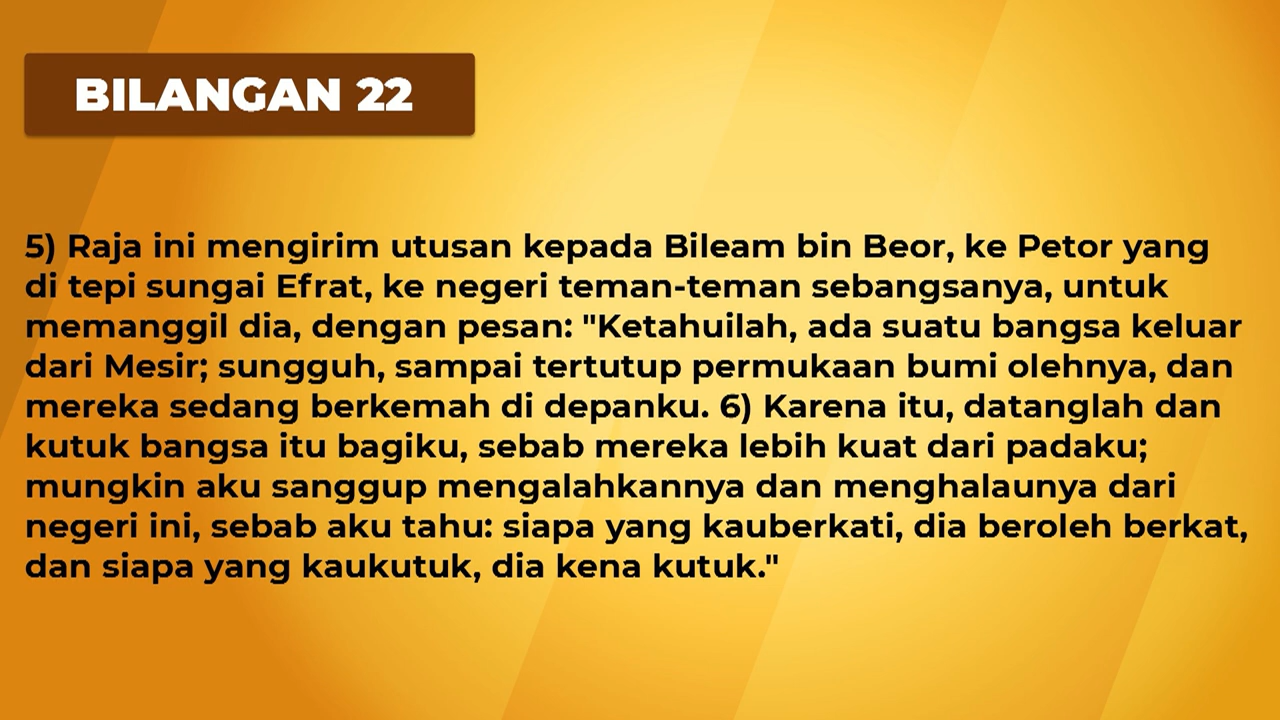 BILANGAN 22
5) Raja ini mengirim utusan kepada Bileam bin Beor, ke Petor yang
di tepi sungai Efrat, ke negeri teman-teman sebangsanya, untuk
memanggil dia, dengan pesan: "Ketahuilah, ada suatu bangsa keluar
dari Mesir; sungguh, sampai tertutup permukaan bumi olehnya, dan
mereka sedang berkemah di depanku. 6) Karena itu, datanglah dan
kutuk bangsa itu bagiku, sebab mereka lebih kuat dari padaku;
mungkin aku sanggup mengalahkannya dan menghalaunya dari
negeri ini, sebab aku tahu: siapa yang kauberkati, dia beroleh berkat,
dan siapa yang kaukutuk, dia kena kutuk."